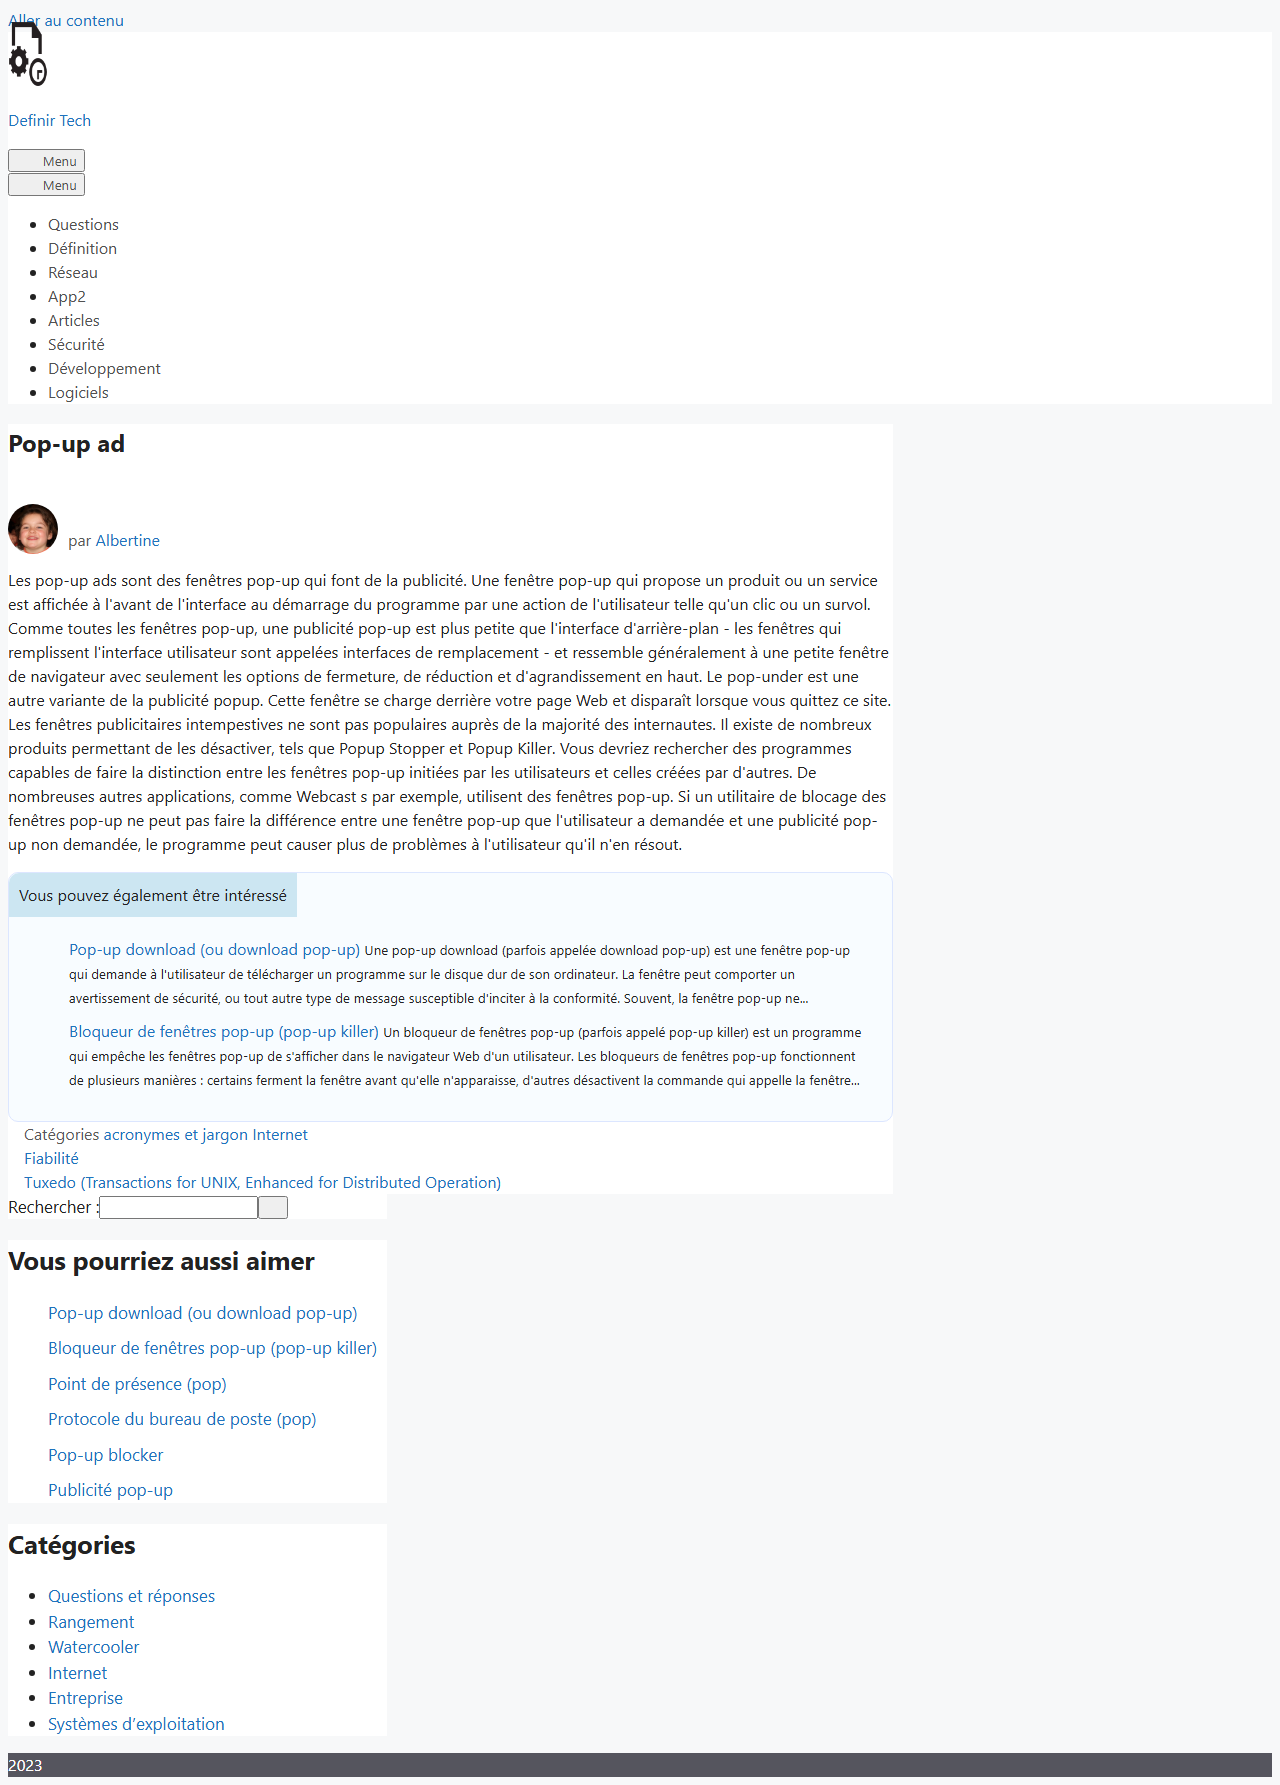 Aller au contenu
Definir Tech
Menu
Menu
Questions
Définition
Réseau
App2
Articles
Sécurité
Développement
Logiciels
Pop-up ad
par Albertine
Les pop-up ads sont des fenêtres pop-up qui font de la publicité. Une fenêtre pop-up qui propose un produit ou un service
est affichée à l'avant de l'interface au démarrage du programme par une action de l'utilisateur telle qu'un clic ou un survol.
Comme toutes les fenêtres pop-up, une publicité pop-up est plus petite que l'interface d'arrière-plan - les fenêtres qui
remplissent l'interface utilisateur sont appelées interfaces de remplacement - et ressemble généralement à une petite fenêtre
de navigateur avec seulement les options de fermeture, de réduction et d'agrandissement en haut. Le pop-under est une
autre variante de la publicité popup. Cette fenêtre se charge derrière votre page Web et disparaît lorsque vous quittez ce site.
Les fenêtres publicitaires intempestives ne sont pas populaires auprès de la majorité des internautes. Il existe de nombreux
produits permettant de les désactiver, tels que Popup Stopper et Popup Killer. Vous devriez rechercher des programmes
capables de faire la distinction entre les fenêtres pop-up initiées par les utilisateurs et celles créées par d'autres. De
nombreuses autres applications, comme Webcast s par exemple, utilisent des fenêtres pop-up. Si un utilitaire de blocage des
fenêtres pop-up ne peut pas faire la différence entre une fenêtre pop-up que l'utilisateur a demandée et une publicité pop-
up non demandée, le programme peut causer plus de problèmes à l'utilisateur qu'il n'en résout.
Vous pouvez également être intéressé
Pop-up download (ou download pop-up) Une pop-up download (parfois appelée download pop-up) est une fenêtre pop-up
qui demande à l'utilisateur de télécharger un programme sur le disque dur de son ordinateur. La fenêtre peut comporter un
avertissement de sécurité, ou tout autre type de message susceptible d'inciter à la conformité. Souvent, la fenêtre pop-up ne...
Bloqueur de fenêtres pop-up (pop-up killer) Un bloqueur de fenêtres pop-up (parfois appelé pop-up killer) est un programme
qui empêche les fenêtres pop-up de s'afficher dans le navigateur Web d'un utilisateur. Les bloqueurs de fenêtres pop-up fonctionnent
de plusieurs manières : certains ferment la fenêtre avant qu'elle n'apparaisse, d'autres désactivent la commande qui appelle la fenêtre...
Catégories acronymes et jargon Internet
Fiabilité
Tuxedo (Transactions for UNIX, Enhanced for Distributed Operation)
Rechercher :
Vous pourriez aussi aimer
Pop-up download (ou download pop-up)
Bloqueur de fenêtres pop-up (pop-up killer)
Point de présence (pop)
Protocole du bureau de poste (pop)
Pop-up blocker
Publicité pop-up
Catégories
Questions et réponses
Rangement
Watercooler
Internet
Entreprise
Systèmes d’exploitation
2023